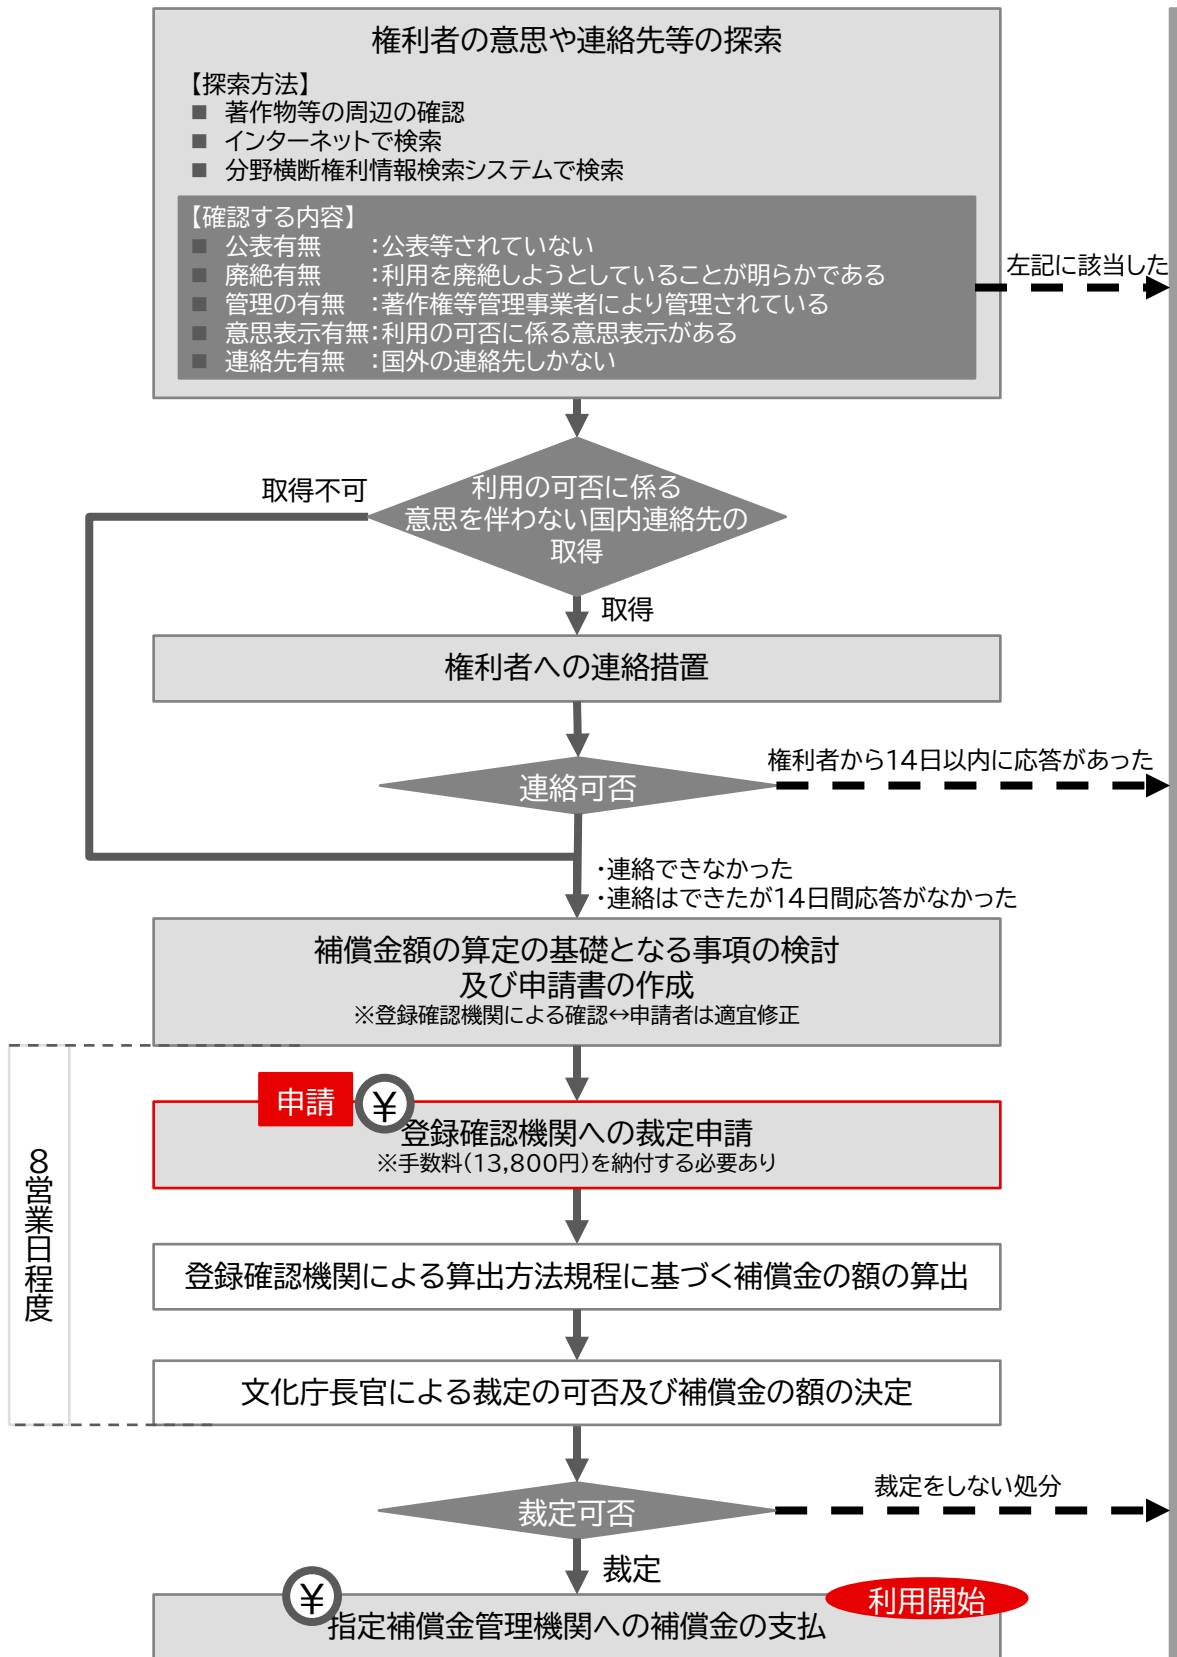 権利者の意思や連絡先等の探索
【探索方法】
■ 著作物等の周辺の確認
■ インターネットで検索
■ 分野横断権利情報検索システムで検索
【確認する内容】
■ 公表有無 ：公表等されていない
■ 廃絶有無 ：利用を廃絶しようとしていることが明らかである
■ 管理の有無 ：著作権等管理事業者により管理されている
■ 意思表示有無：利用の可否に係る意思表示がある
■ 連絡先有無 ：国外の連絡先しかない
左記に該当した
取得不可
利用の可否に係る
意思を伴わない国内連絡先の
取得
取得
権利者への連絡措置
権利者から14日以内に応答があった
連絡可否
・連絡できなかった
・連絡はできたが14日間応答がなかった
補償金額の算定の基礎となる事項の検討
及び申請書の作成
※登録確認機関による確認↔申請者は適宜修正
8営業日程度
申請
¥
登録確認機関への裁定申請
※手数料（13,800円）を納付する必要あり
登録確認機関による算出方法規程に基づく補償金の額の算出
文化庁長官による裁定の可否及び補償金の額の決定
裁定をしない処分
裁定可否
裁定
¥
利用開始
指定補償金管理機関への補償金の支払